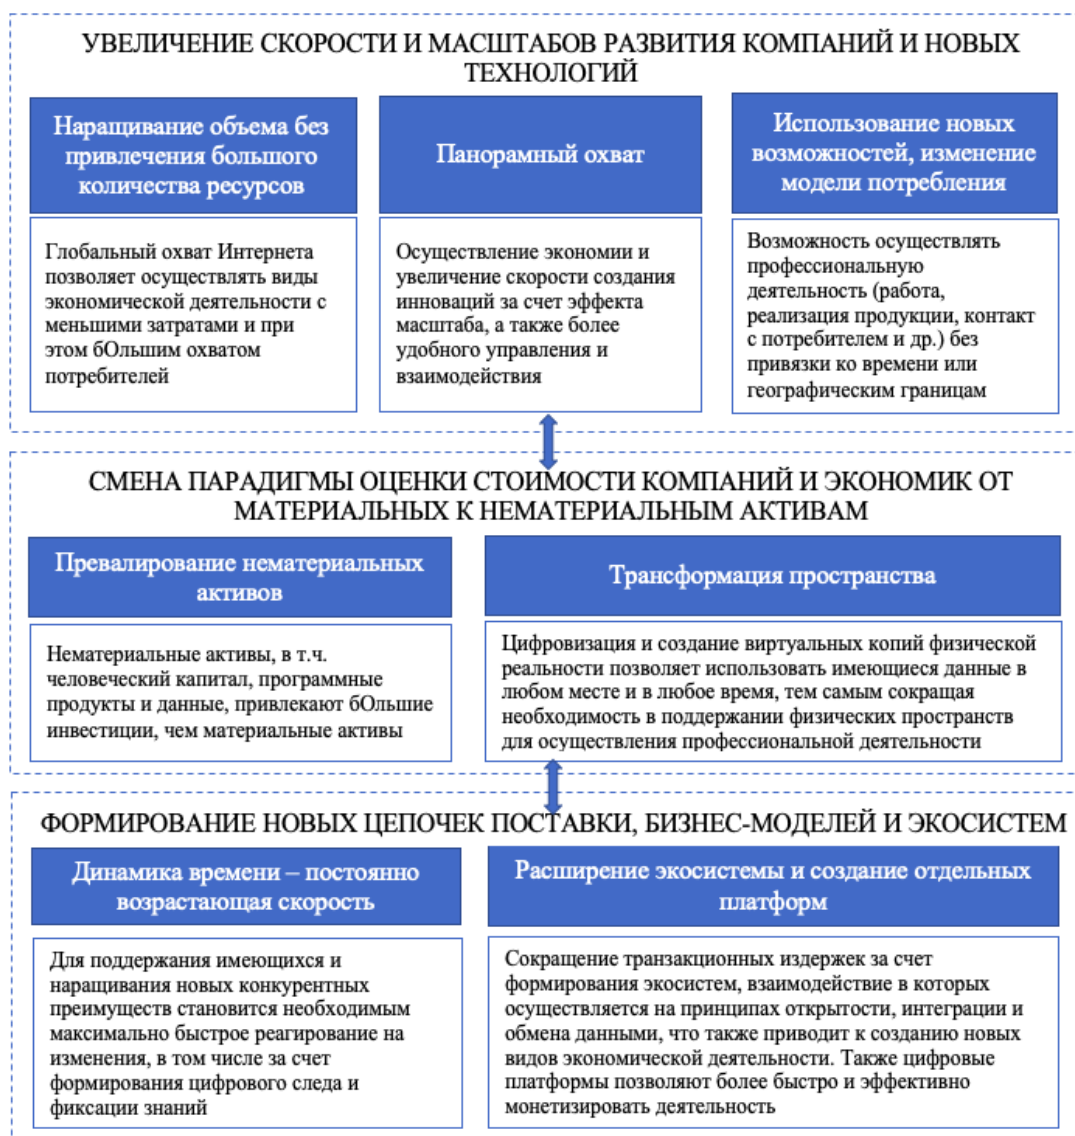 УВЕЛИЧЕНИЕ СКОРОСТИ И МАСШТАБОВ РАЗВИТИЯ КОМПАНИЙ И НОВЫХ
ТЕХНОЛОГИЙ
Наращивание объема без
привлечения большого
количества ресурсов
Глобальный охват Интернета
позволяет осуществлять виды
экономической деятельности с
меньшими затратами и при
этом бОльшим охватом
потребителей
Панорамный охват
Осуществление экономии и
увеличение скорости создания
инноваций за счет эффекта
масштаба, а также более
удобного управления и
взаимодействия
Использование новых
возможностей, изменение
модели потребления
Возможность осуществлять
профессиональную
деятельность (работа,
реализация продукции, контакт
с потребителем и др.) без
привязки ко времени или
географическим границам
СМЕНА ПАРАДИГМЫ ОЦЕНКИ СТОИМОСТИ КОМПАНИЙ И ЭКОНОМИК ОТ
МАТЕРИАЛЬНЫХ К НЕМАТЕРИАЛЬНЫМ АКТИВАМ
Превалирование нематериальных
активов
Нематериальные активы, в т.ч.
человеческий капитал, программные
продукты и данные, привлекают бОльшие
инвестиции, чем материальные активы
Трансформация пространства
Цифровизация и создание виртуальных копий физической
реальности позволяет использовать имеющиеся данные в
любом месте и в любое время, тем самым сокращая
необходимость в поддержании физических пространств
для осуществления профессиональной деятельности
ФОРМИРОВАНИЕ НОВЫХ ЦЕПОЧЕК ПОСТАВКИ, БИЗНЕС-МОДЕЛЕЙ И ЭКОСИСТЕМ
Динамика времени – постоянно
возрастающая скорость
Для поддержания имеющихся и
наращивания новых конкурентных
преимуществ становится необходимым
максимально быстрое реагирование на
изменения, в том числе за счет
формирования цифрового следа и
фиксации знаний
Расширение экосистемы и создание отдельных
платформ
Сокращение транзакционных издержек за счет
формирования экосистем, взаимодействие в которых
осуществляется на принципах открытости, интеграции и
обмена данными, что также приводит к созданию новых
видов экономической деятельности. Также цифровые
платформы позволяют более быстро и эффективно
монетизировать деятельность